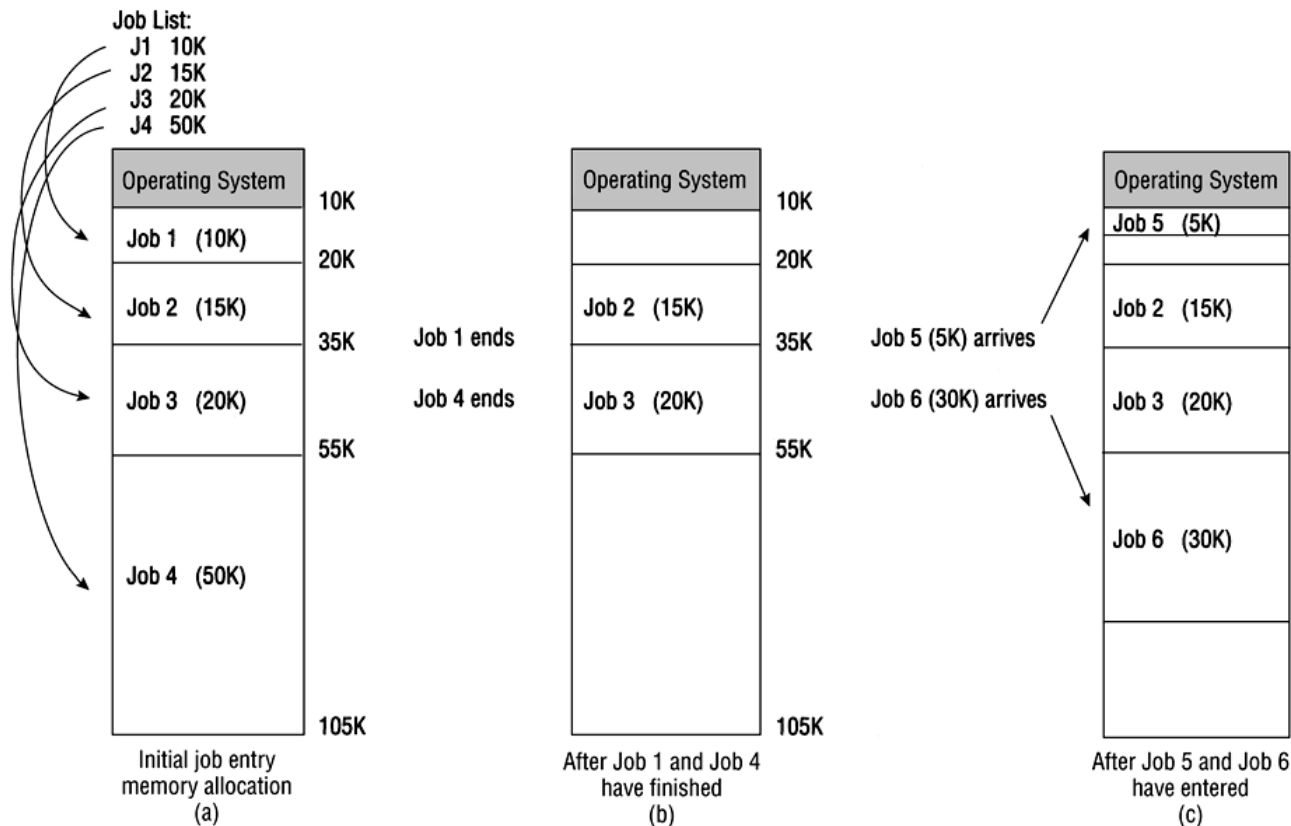 Job List:
J1 10K
J2 15K
J3 20K
J4 50K
Operating System
10K
Job 1 (10K)
20K
Job 2 (15K)
35K
Job 3 (20K)
55K
Job 4 (50K)
105K
Initial job entry
memory allocation
(a)
Job 1 ends
Job 4 ends
Operating System
10K
20K
Job 2 (15K)
35K
Job 3 (20K)
55K
105K
After Job 1 and Job 4
have finished
(b)
Job 5 (5K) arrives
Job 6 (30K) arrives
Operating System
Job 5 (5K)
Job 2 (15K)
Job 3 (20K)
Job 6 (30K)
After Job 5 and Job 6
have entered
(c)